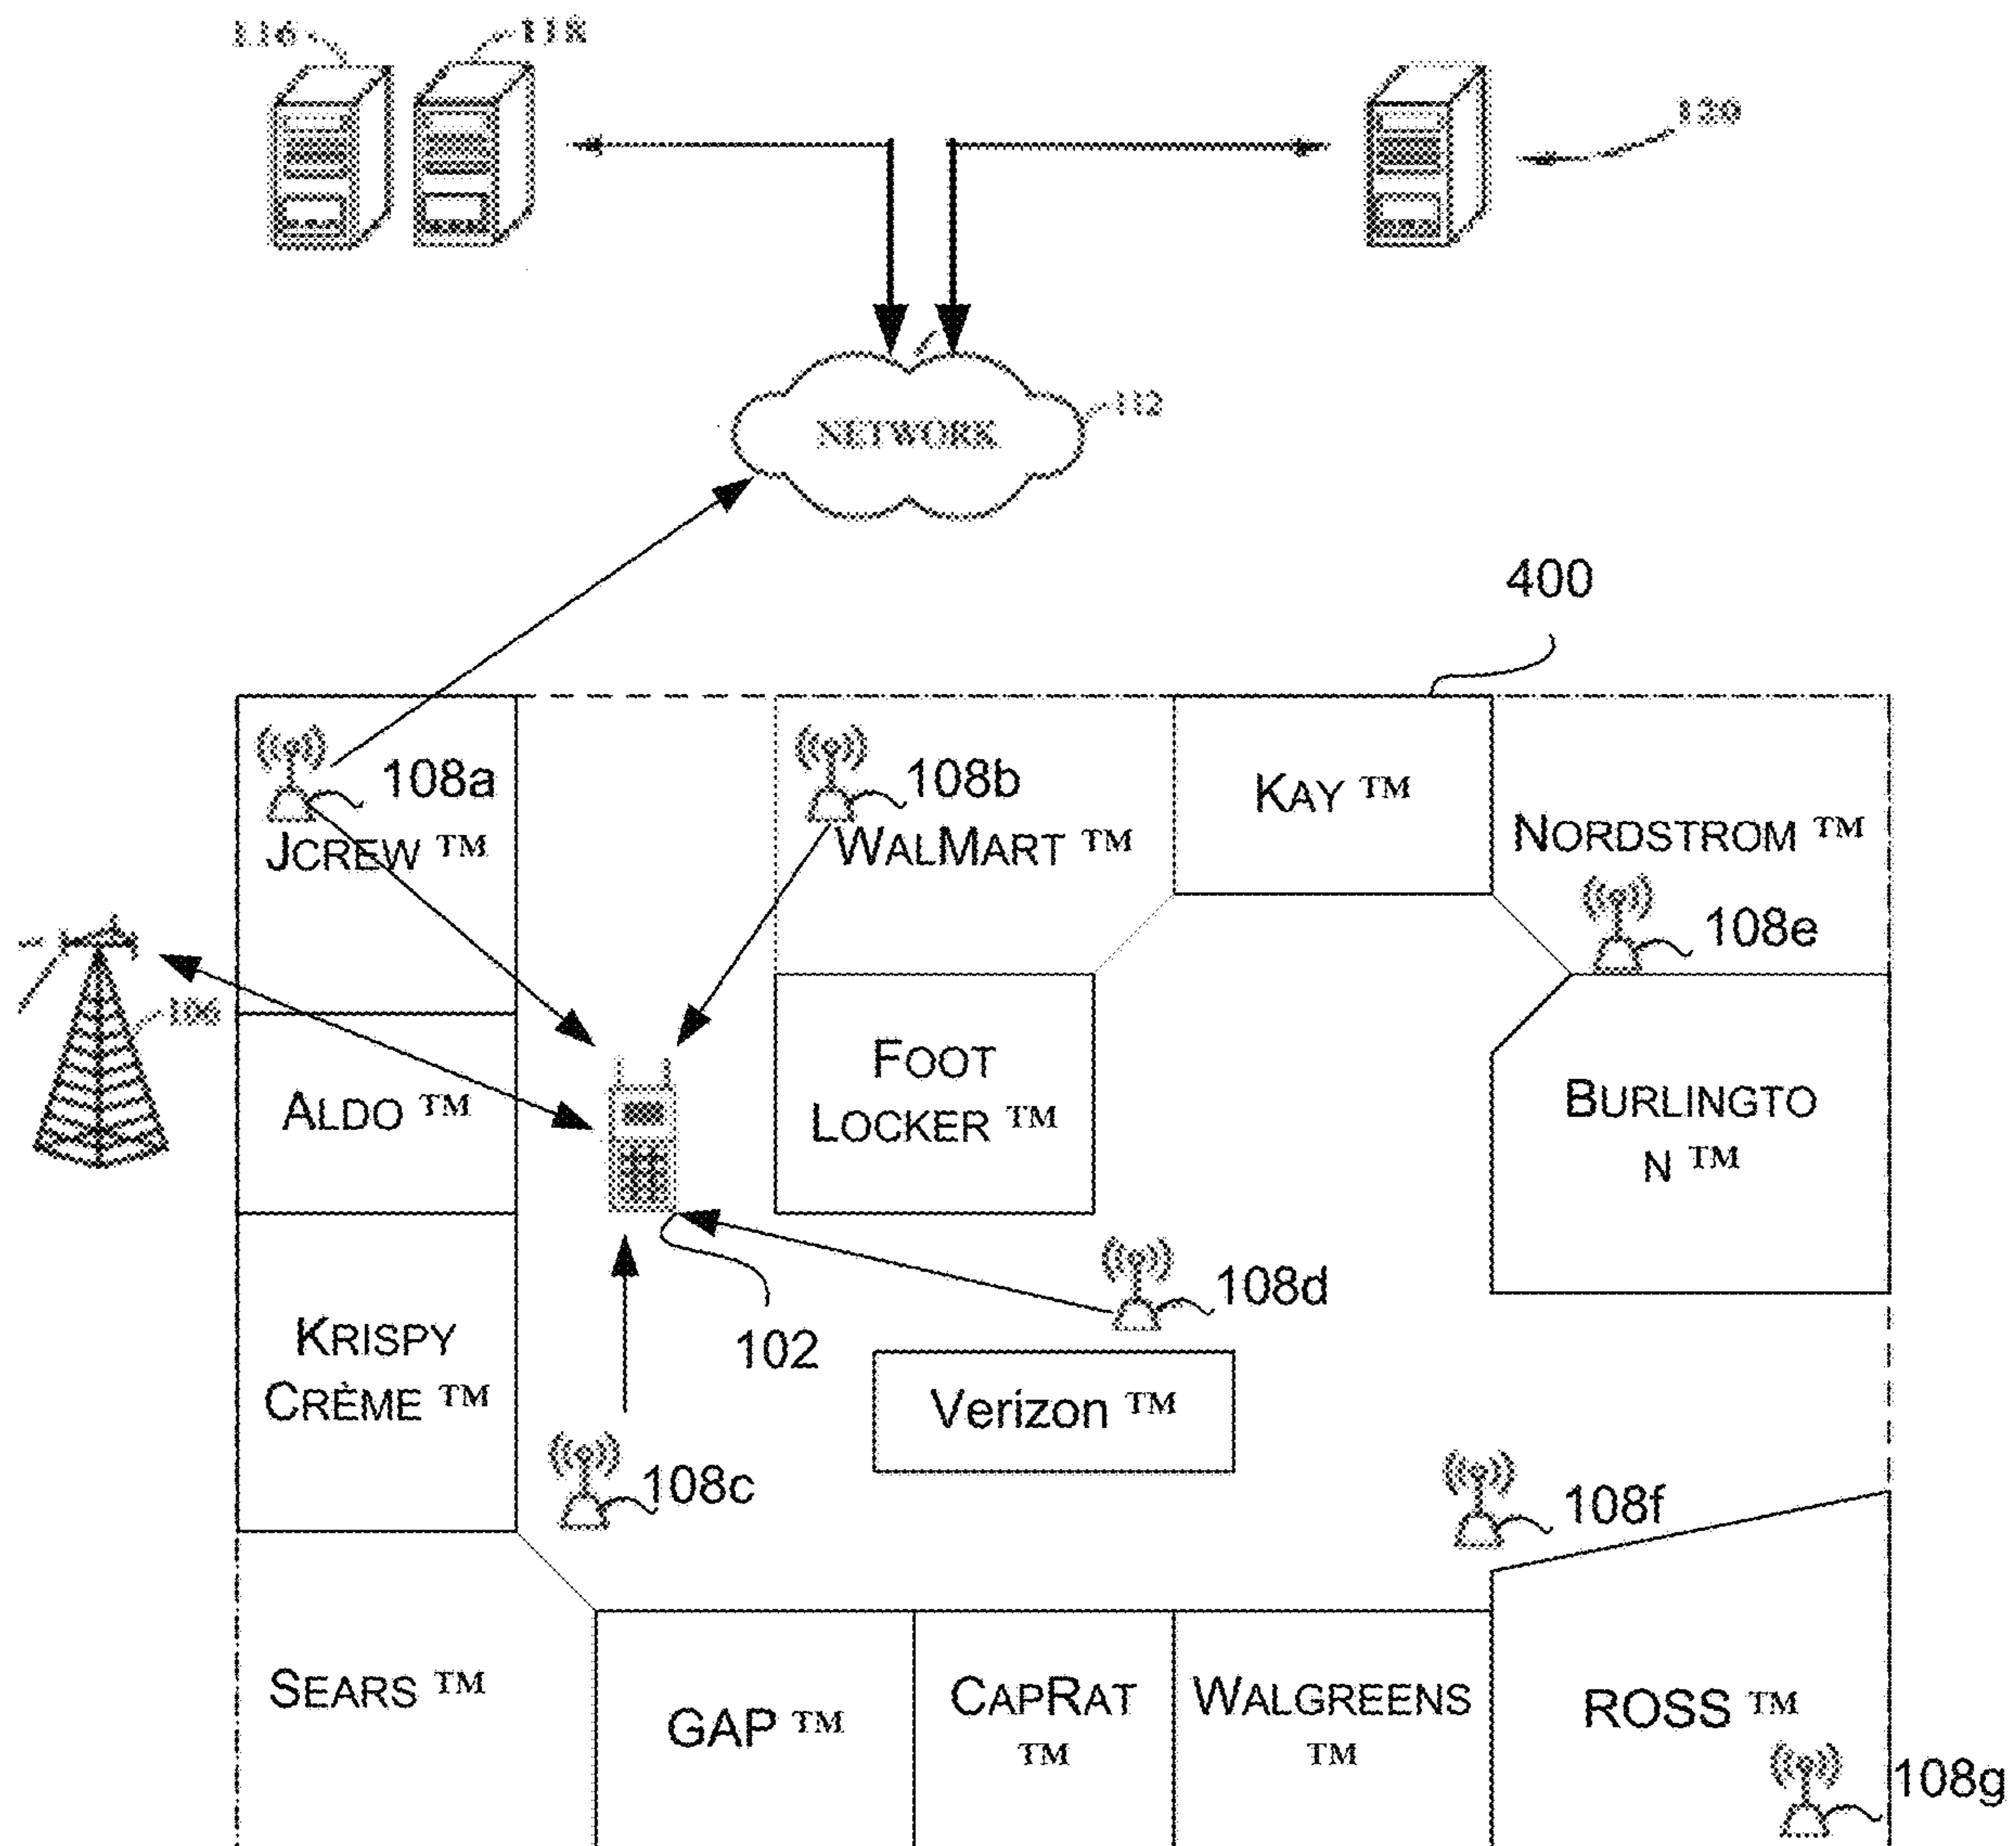 116 118
120
112
NETWORK
400
108a
JCREW ™
108b
WALMART ™
KAY ™
NORDSTROM ™
108e
106
ALDO ™
FOOT
LOCKER ™
BURLINGTO
N ™
KRISPY
CRÈME ™
102
108d
Verizon ™
108c
108f
SEARS ™
GAP ™
CAPRAT
™
WALGREENS
™
ROSS ™
108g